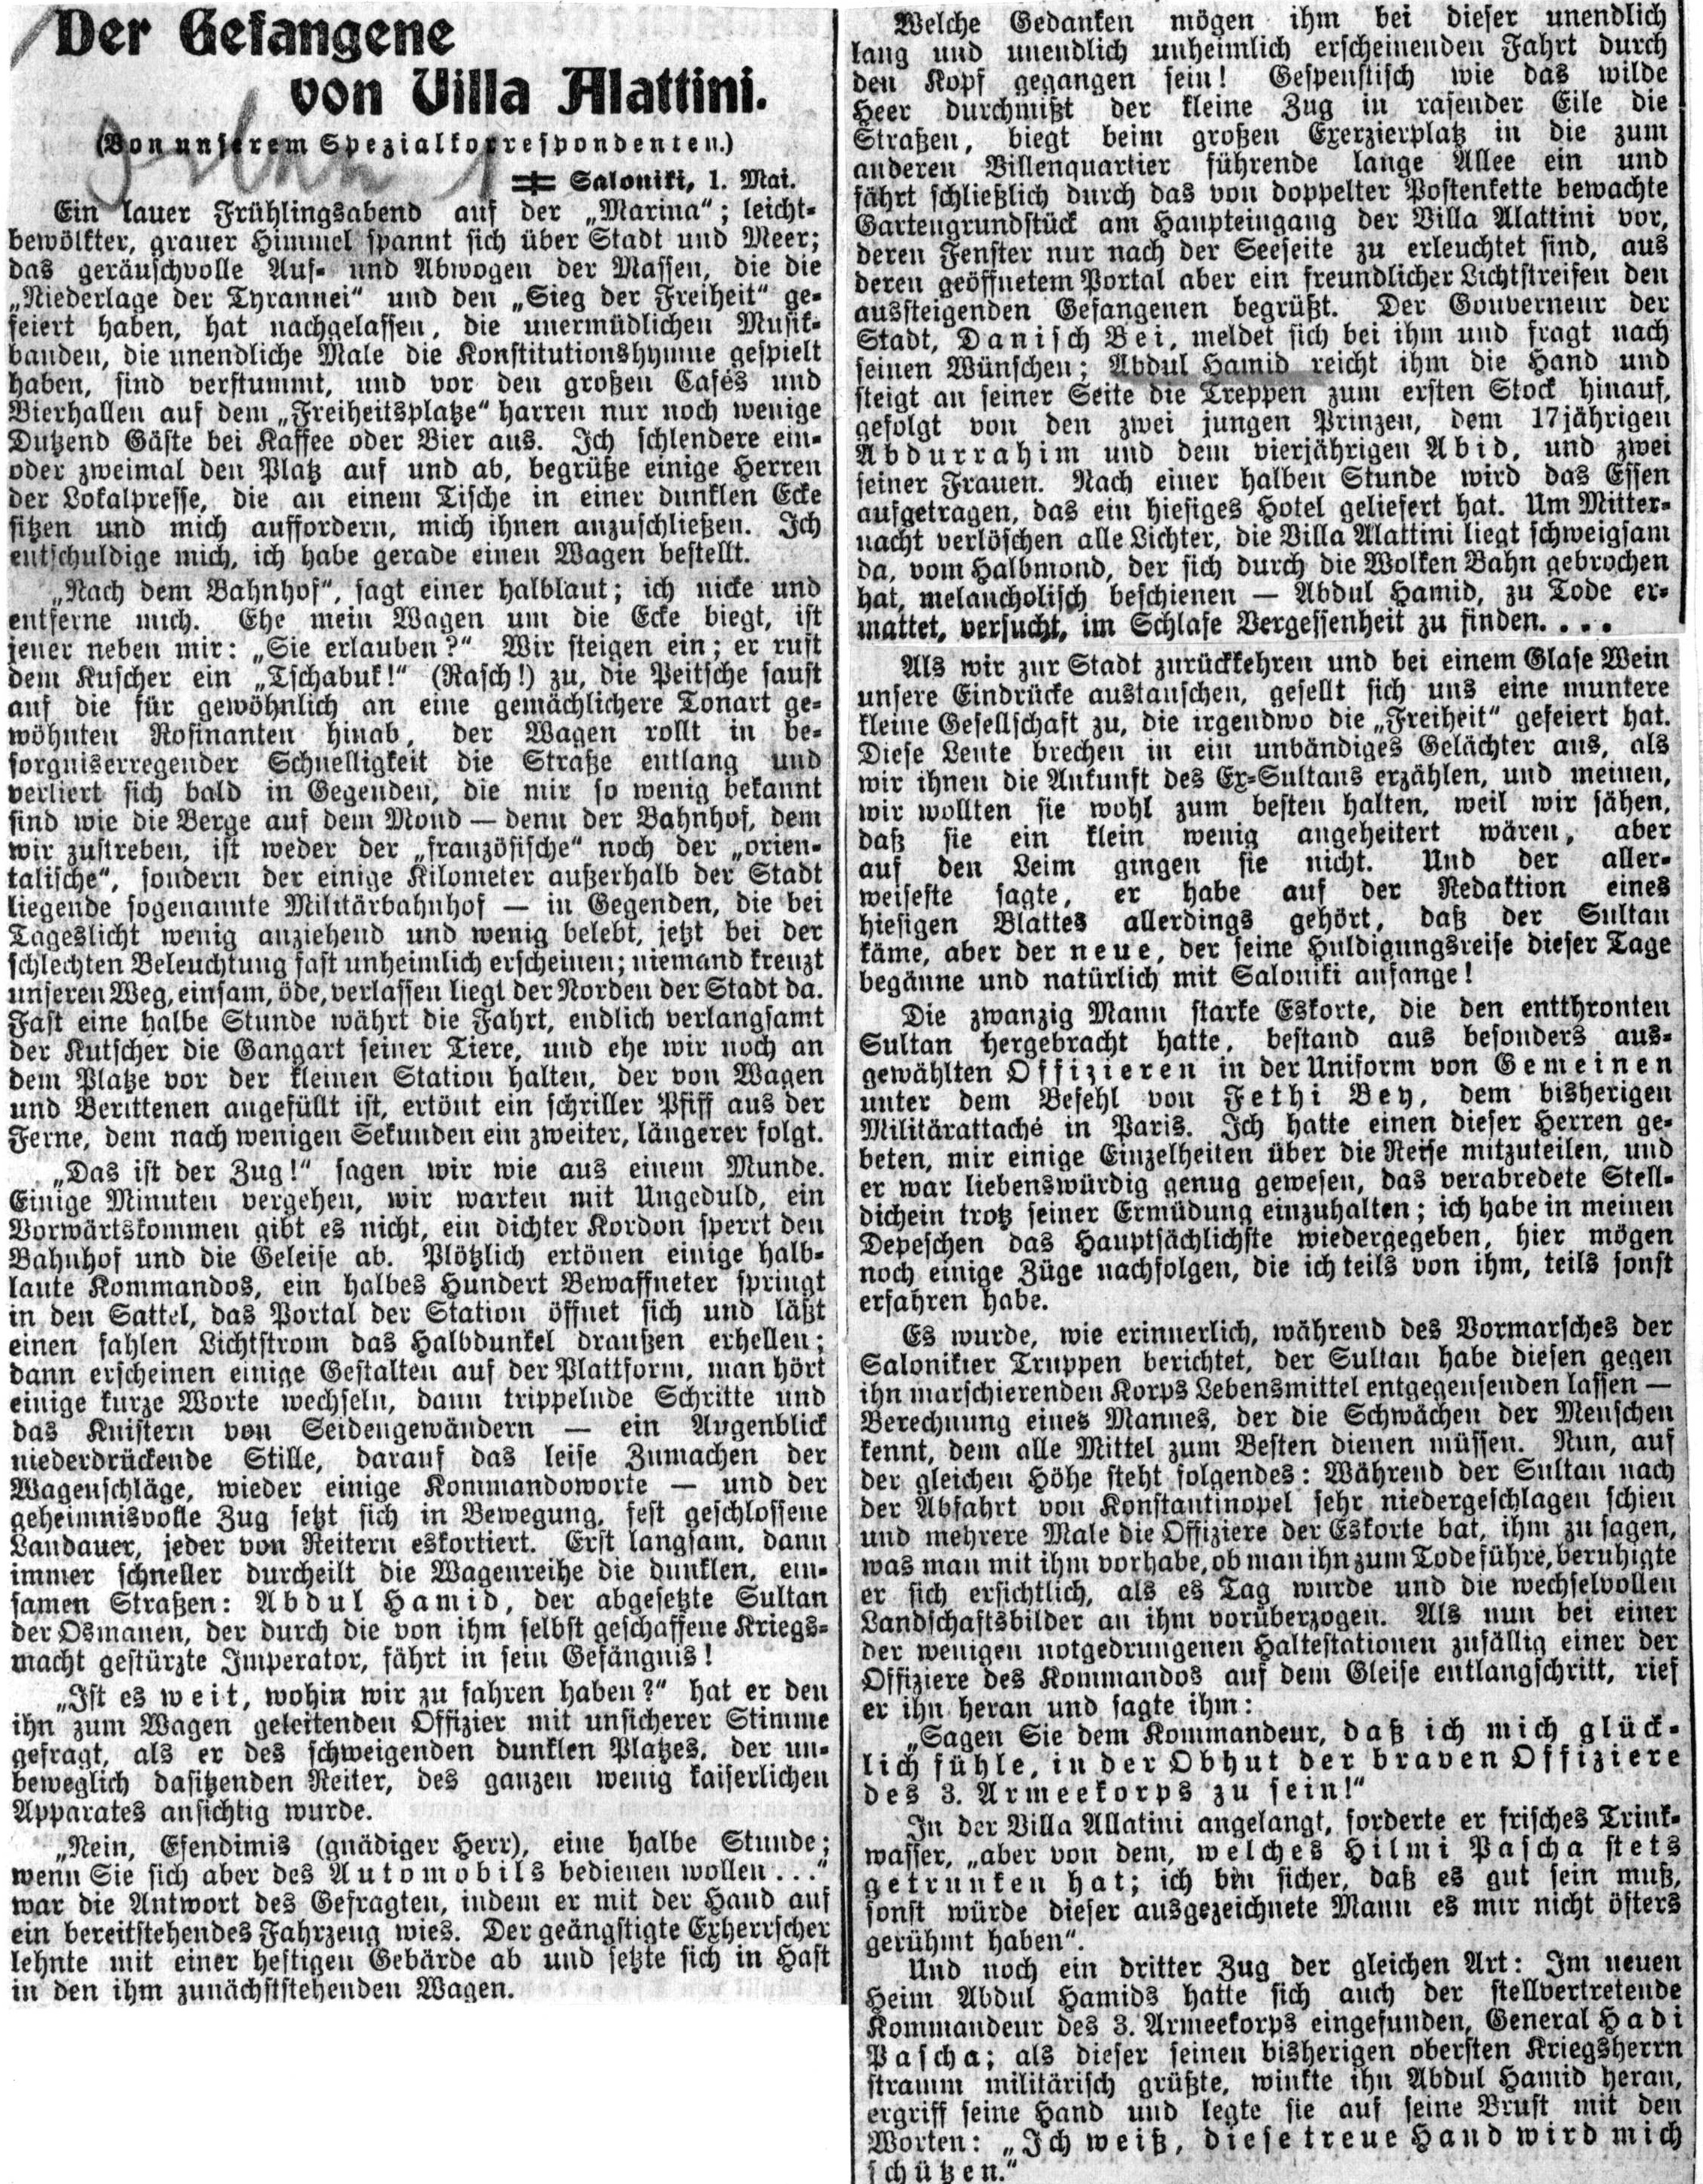 Der Gefangene
von Villa Alattini.
(Von unserem Spezialkorrespondenten.)
Saloniki, 1. Mai.
Ein lauer Frühlingsabend auf der „Marina“; leicht-
bewölkter, grauer Himmel spannt sich über Stadt und Meer;
das geräuschvolle Auf- und Abwogen der Massen, die die
„Niederlage der Tyrannei“ und den „Sieg der Freiheit“ ge-
feiert haben, hat nachgelassen, die unermüdlichen Musik-
banden, die unendliche Male die Konstitutionshymne gespielt
haben, sind verstummt, und vor den großen Cafés und
Bierhallen auf dem „Freiheitsplatze“ harren nur noch wenige
Dutzend Gäste bei Kaffee oder Bier aus. Ich schlendere ein-
oder zweimal den Platz auf und ab, begrüße einige Herren
der Lokalpresse, die an einem Tische in einer dunklen Ecke
sitzen und mich auffordern, mich ihnen anzuschließen. Ich
entschuldige mich, ich habe gerade einen Wagen bestellt.
„Nach dem Bahnhof“, sagt einer halblaut; ich nicke und
entferne mich. Ehe mein Wagen um die Ecke biegt, ist
jener neben mir: „Sie erlauben?“ Wir steigen ein; er ruft
dem Kuscher ein „Tschabuk!“ (Rasch!) zu, die Peitsche saust
auf die für gewöhnlich an eine gemächlichere Tonart ge-
wöhnten Rosinanten hinab, der Wagen rollt in be-
sorgniserregender Schnelligkeit die Straße entlang und
verliert sich bald in Gegenden, die mir so wenig bekannt
sind wie die Berge auf dem Mond — denn der Bahnhof, dem
wir zustreben, ist weder der „französische“ noch der „orien-
talische“, sondern der einige Kilometer außerhalb der Stadt
liegende sogenannte Militärbahnhof — in Gegenden, die bei
Tageslicht wenig anziehend und wenig belebt, jetzt bei der
schlechten Beleuchtung fast unheimlich erscheinen; niemand kreuzt
unseren Weg, einsam, öde, verlassen liegt der Norden der Stadt da.
Fast eine halbe Stunde währt die Fahrt, endlich verlangsamt
der Kutscher die Gangart seiner Tiere, und ehe wir noch an
dem Platze vor der kleinen Station halten, der von Wagen
und Berittenen angefüllt ist, ertönt ein schriller Pfiff aus der
Ferne, dem nach wenigen Sekunden ein zweiter, längerer folgt.
„Das ist der Zug!“ sagen wir wie aus einem Munde.
Einige Minuten vergehen, wir warten mit Ungeduld, ein
Vorwärtskommen gibt es nicht, ein dichter Kordon sperrt den
Bahnhof und die Geleise ab. Plötzlich ertönen einige halb-
laute Kommandos, ein halbes Hundert Bewaffneter springt
in den Sattel, das Portal der Station öffnet sich und läßt
einen fahlen Lichtstrom das Halbdunkel draußen erhellen;
dann erscheinen einige Gestalten auf der Plattform, man hört
einige kurze Worte wechseln, dann trippelnde Schritte und
das Knistern von Seidengewändern — ein Augenblick
niederdrückende Stille, darauf das leise Zumachen der
Wagenschläge, wieder einige Kommandoworte — und der
geheimnisvolle Zug setzt sich in Bewegung, fest geschlossene
Landauer, jeder von Reitern eskortiert. Erst langsam, dann
immer schneller durcheilt die Wagenreihe die dunklen, ein-
samen Straßen: Abdul Hamid, der abgesetzte Sultan
der Osmanen, der durch die von ihm selbst geschaffene Kriegs-
macht gestürzte Imperator, fährt in sein Gefängnis!
„Ist es weit, wohin wir zu fahren haben?“ hat er den
ihn zum Wagen geleitenden Offizier mit unsicherer Stimme
gefragt, als er des schweigenden dunklen Platzes, der un-
beweglich dasitzenden Reiter, des ganzen wenig kaiserlichen
Apparates ansichtig wurde.
„Nein, Efendimis (gnädiger Herr), eine halbe Stunde;
wenn Sie sich aber des Automobils bedienen wollen . . .“
war die Antwort des Gefragten, indem er mit der Hand auf
ein bereitstehendes Fahrzeug wies. Der geängstigte Exherrscher
lehnte mit einer heftigen Gebärde ab und setzte sich in Hast
in den ihm zunächststehenden Wagen.
Welche Gedanken mögen ihm bei dieser unendlich
lang und unendlich unheimlich erscheinenden Fahrt durch
den Kopf gegangen sein! Gespenstisch wie das wilde
Heer durchmißt der kleine Zug in rasender Eile die
Straßen, biegt beim großen Exerzierplatz in die zum
anderen Villenquartier führende lange Allee ein und
fährt schließlich durch das von doppelter Postenkette bewachte
Gartengrundstück am Haupteingang der Villa Alattini vor,
deren Fenster nur nach der Seeseite zu erleuchtet sind, aus
deren geöffnetem Portal aber ein freundlicher Lichtstreifen den
aussteigenden Gefangenen begrüßt. Der Gouverneur der
Stadt, Danisch Bei, meldet sich bei ihm und fragt nach
seinen Wünschen; Abdul Hamid reicht ihm die Hand und
steigt an seiner Seite die Treppen zum ersten Stock hinauf,
gefolgt von den zwei jungen Prinzen, dem 17jährigen
Abdurrahim und dem vierjährigen Abid, und zwei
seiner Frauen. Nach einer halben Stunde wird das Essen
aufgetragen, das ein hiesiges Hotel geliefert hat. Um Mitter-
nacht verlöschen alle Lichter, die Villa Alattini liegt schweigsam
da, vom Halbmond, der sich durch die Wolken Bahn gebrochen
hat, melancholisch beschienen — Abdul Hamid, zu Tode er-
mattet, versucht, im Schlafe Vergessenheit zu finden. . . .
Als wir zur Stadt zurückkehren und bei einem Glase Wein
unsere Eindrücke austauschen, gesellt sich uns eine muntere
kleine Gesellschaft zu, die irgendwo die „Freiheit“ gefeiert hat.
Diese Leute brechen in ein unbändiges Gelächter aus, als
wir ihnen die Ankunft des Ex-Sultans erzählen, und meinen,
wir wollten sie wohl zum besten halten, weil wir sähen,
daß sie ein klein wenig angeheitert wären, aber
auf den Leim gingen sie nicht. Und der aller-
weiseste sagte, er habe auf der Redaktion eines
hiesigen Blattes allerdings gehört, daß der Sultan
käme, aber der neue, der seine Huldigungsreise dieser Tage
begänne und natürlich mit Saloniki anfange!
Die zwanzig Mann starke Eskorte, die den entthronten
Sultan hergebracht hatte, bestand aus besonders aus-
gewählten Offizieren in der Uniform von Gemeinen
unter dem Befehl von Fethi Bey, dem bisherigen
Militärattaché in Paris. Ich hatte einen dieser Herren ge-
beten, mir einige Einzelheiten über die Reise mitzuteilen, und
er war liebenswürdig genug gewesen, das verabredete Stell-
dichein trotz seiner Ermüdung einzuhalten; ich habe in meinen
Depeschen das Hauptsächlichste wiedergegeben, hier mögen
noch einige Züge nachfolgen, die ich teils von ihm, teils sonst
erfahren habe.
Es wurde, wie erinnerlich, während des Vormarsches der
Salonikier Truppen berichtet, der Sultan habe diesen gegen
ihn marschierenden Korps Lebensmittel entgegensenden lassen —
Berechnung eines Mannes, der die Schwächen der Menschen
kennt, dem alle Mittel zum Besten dienen müssen. Nun, auf
der gleichen Höhe steht folgendes: Während der Sultan nach
der Abfahrt von Konstantinopel sehr niedergeschlagen schien
und mehrere Male die Offiziere der Eskorte bat, ihm zu sagen,
was man mit ihm vorhabe, ob man ihn zum Tode führe, beruhigte
er sich ersichtlich, als es Tag wurde und die wechselvollen
Landschaftsbilder an ihm vorüberzogen. Als nun bei einer
der wenigen notgedrungenen Haltestationen zufällig einer der
Offiziere des Kommandos auf dem Gleise entlangschritt, rief
er ihn heran und sagte ihm:
„Sagen Sie dem Kommandeur, daß ich mich glück-
lich fühle, in der Obhut der braven Offiziere
des 3. Armeekorps zu sein!“
In der Villa Allatini angelangt, forderte er frisches Trink-
wasser, „aber von dem, welches Hilmi Pascha stets
getrunken hat; ich bin sicher, daß es gut sein muß,
sonst würde dieser ausgezeichnete Mann es mir nicht öfters
gerühmt haben“.
Und noch ein dritter Zug der gleichen Art: Im neuen
Heim Abdul Hamids hatte sich auch der stellvertretende
Kommandeur des 3. Armeekorps eingefunden, General Hadi
Pascha; als dieser seinen bisherigen obersten Kriegsherrn
stramm militärisch grüßte, winkte ihn Abdul Hamid heran,
ergriff seine Hand und legte sie auf seine Brust mit den
Worten: „Ich weiß, diese treue Hand wird mich
schützen.“